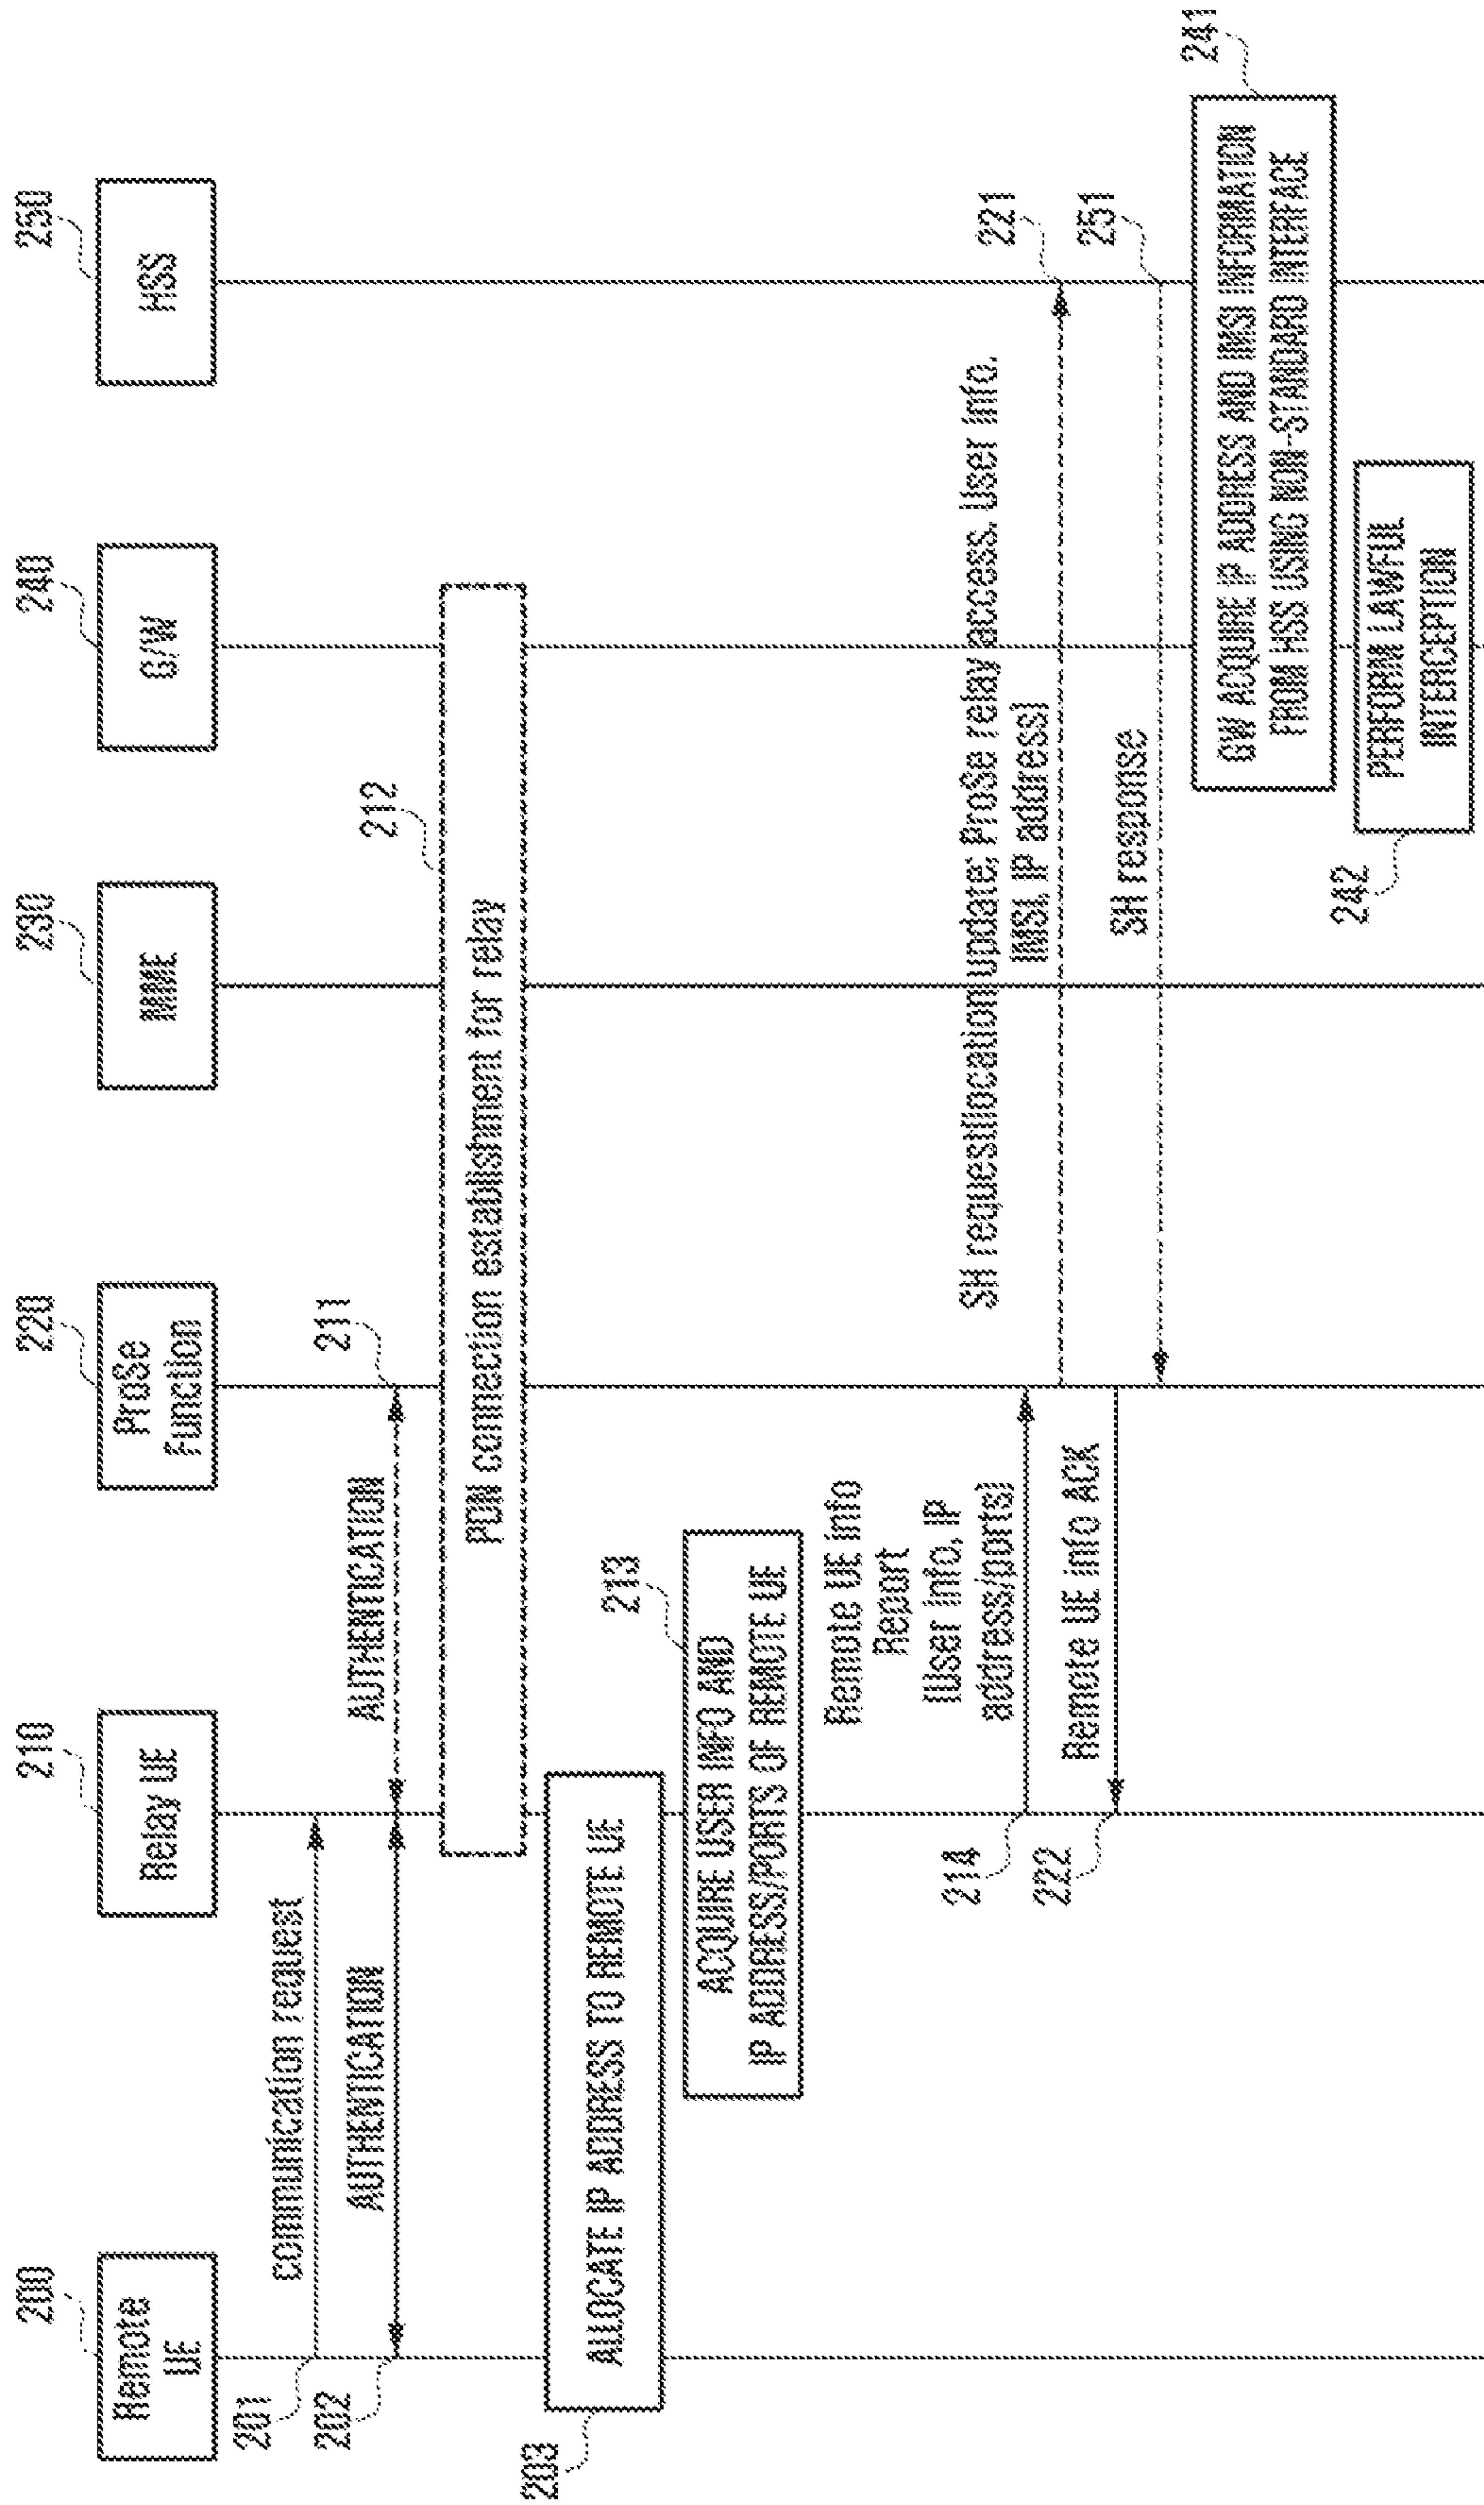 200
Remote
UE
210
Relay UE
220
ProSe
Function
230
MME
240
G/W
250
HSS
201
communication request
202
AUTHENTICATION
AUTHENTICATION
211
212
PDN connection establishment for relay
203
ALLOCATE IP ADDRESS TO REMOTE UE
213
ACQUIRE USER INFO AND
IP ADDRESS/PORTS OF REMOTE UE
Remote UE info
Report
(User info, IP
address/ports)
214
SH request(location update; ProSe relay access, User info,
IMSI, IP address)
221
Remote UE info ACK
222
SH response
251
GW ACQUIRE IP ADDRESS AND IMSI INFORMATION
FROM HSS USING NON-STANDARD INTERFACE
241
PERFORM LAWFUL
INTERCEPTION
242